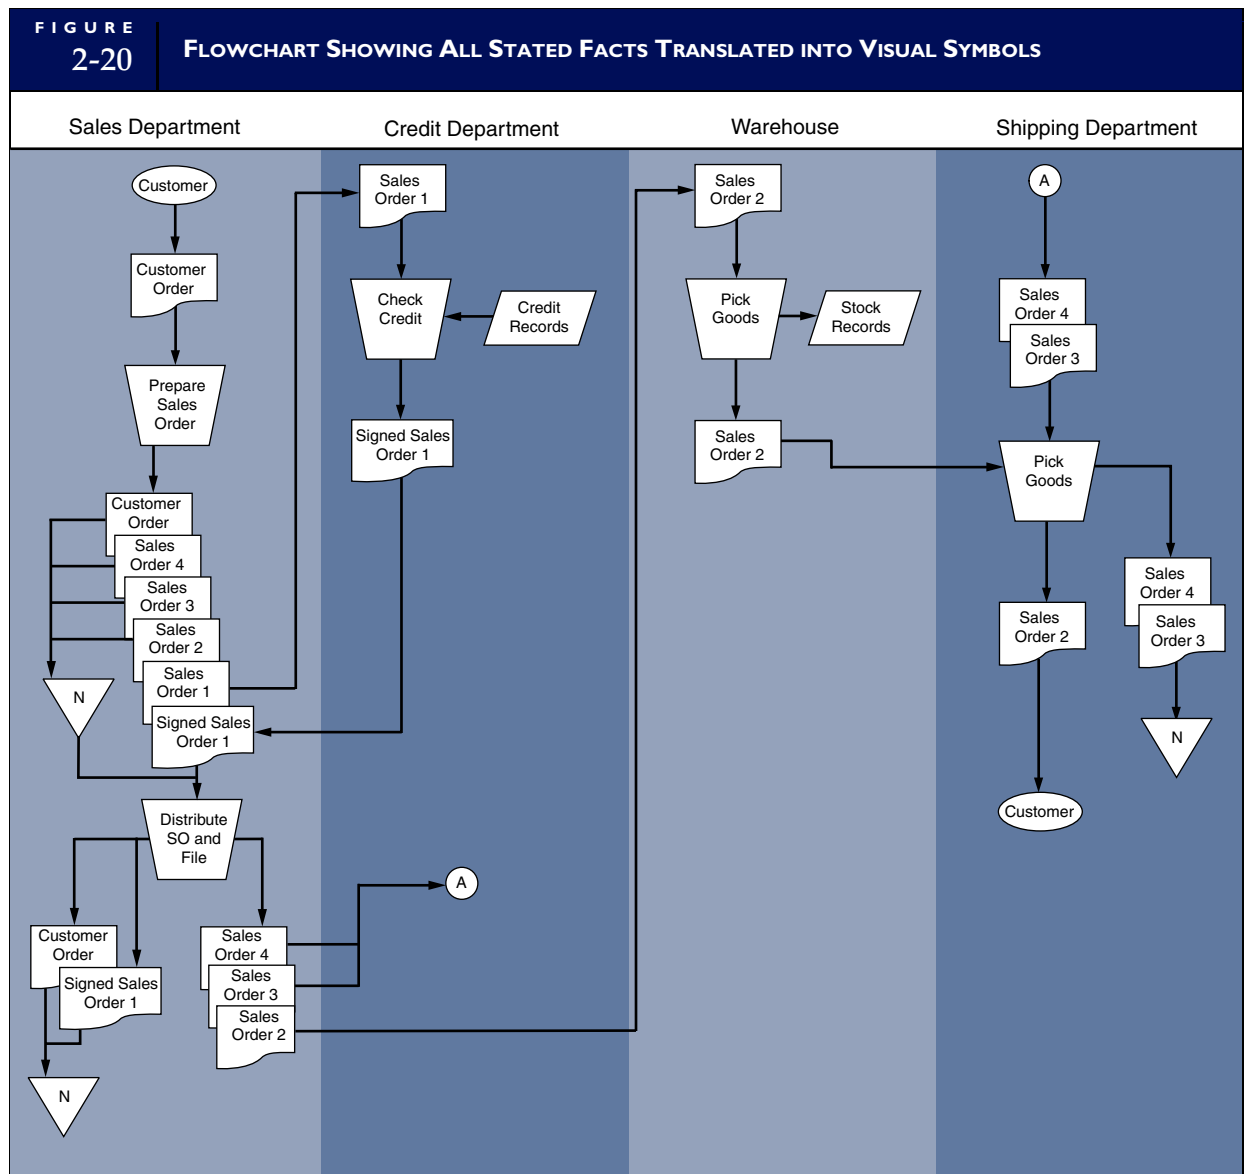 FIGURE
2-20
FLOWCHART SHOWING ALL STATED FACTS TRANSLATED INTO VISUAL SYMBOLS
Sales Department
Credit Department
Warehouse
Shipping Department
Customer
Customer
Order
Prepare
Sales
Order
Customer
Order
Sales
Order 4
Sales
Order 3
Sales
Order 2
Sales
Order 1
Signed Sales
Order 1
N
Distribute
SO and
File
Customer
Order
Signed Sales
Order 1
N
Sales
Order 4
Sales
Order 3
Sales
Order 2
Sales
Order 1
Check
Credit
Credit
Records
Signed Sales
Order 1
A
Sales
Order 2
Pick
Goods
Stock
Records
Sales
Order 2
A
Sales
Order 4
Sales
Order 3
Pick
Goods
Sales
Order 2
Customer
Sales
Order 4
Sales
Order 3
N